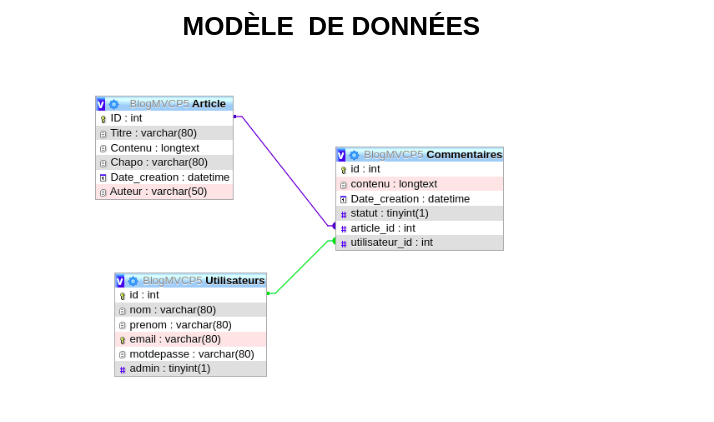 MODÈLE DE DONNÉES
BlogMVCP5 Article
ID : int
Titre : varchar(80)
Contenu : longtext
Chapo : varchar(80)
Date_creation : datetime
Auteur : varchar(50)
BlogMVCP5 Commentaires
id : int
contenu : longtext
Date_creation : datetime
statut : tinyint(1)
article_id : int
utilisateur_id : int
BlogMVCP5 Utilisateurs
id : int
nom : varchar(80)
prenom : varchar(80)
email : varchar(80)
motdepasse : varchar(80)
admin : tinyint(1)